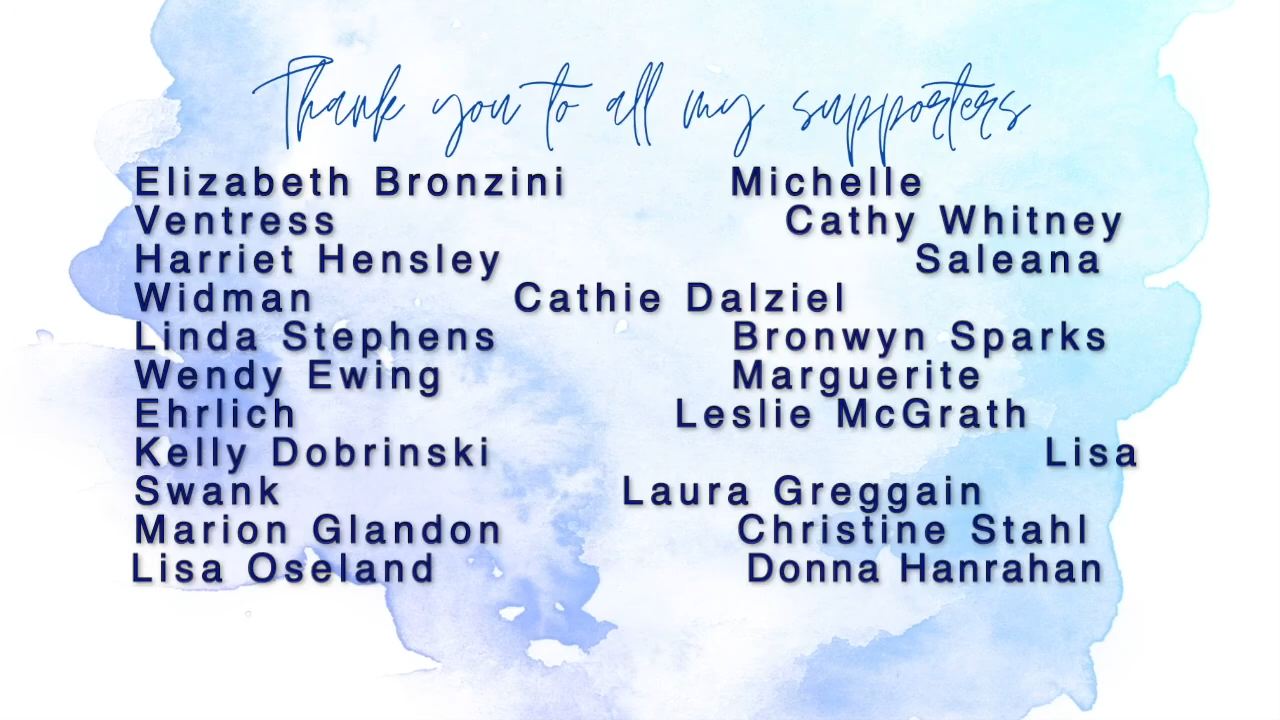 Thank you to all my supporters
Elizabeth Bronzini Michelle
Ventress Cathy Whitney
Harriet Hensley Saleana
Widman Cathie Dalziel
Linda Stephens Bronwyn Sparks
Wendy Ewing Marguerite
Ehrlich Leslie McGrath
Kelly Dobrinski Lisa
Swank Laura Greggain
Marion Glandon Christine Stahl
Lisa Oseland Donna Hanrahan